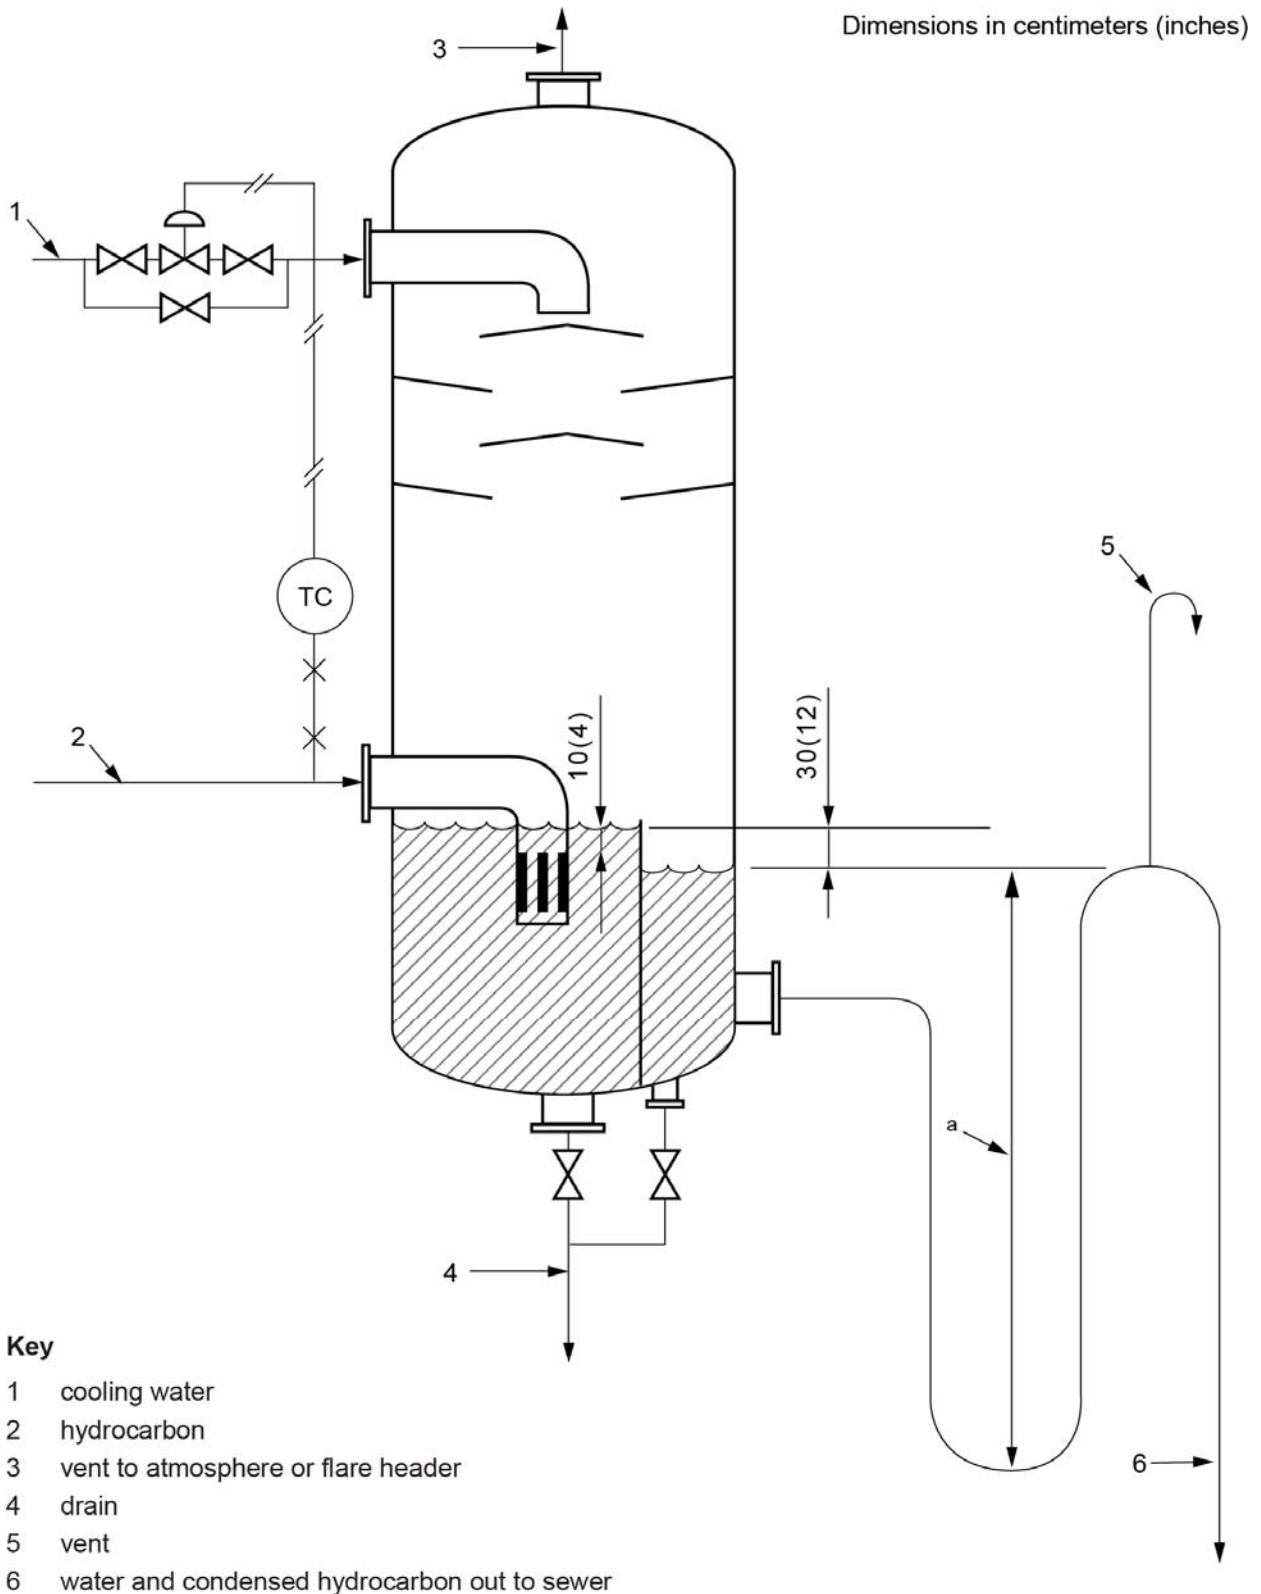 Dimensions in centimeters (inches)
3
1
TC
5
2
10(4)
30(12)
a
4
6
Key
1 cooling water
2 hydrocarbon
3 vent to atmosphere or flare header
4 drain
5 vent
6 water and condensed hydrocarbon out to sewer